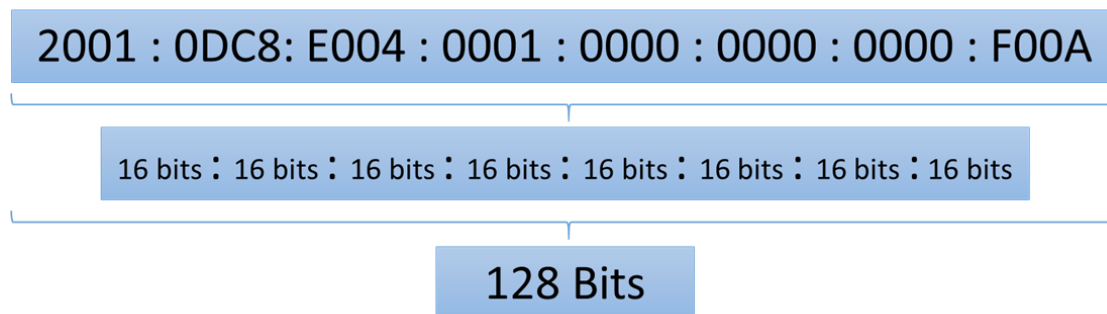 2001 : 0DC8: E004 : 0001 : 0000 : 0000 : 0000 : F00A
16 bits : 16 bits : 16 bits : 16 bits : 16 bits : 16 bits : 16 bits : 16 bits
128 Bits